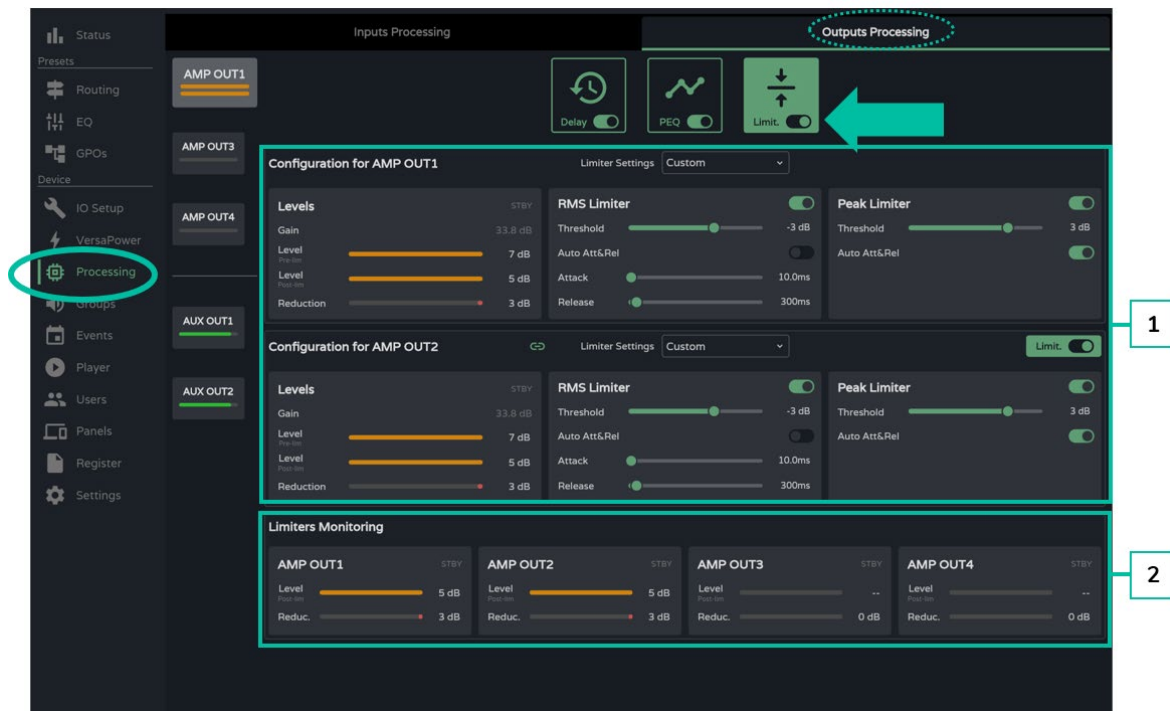 Status
Presets
Routing
EQ
GPOs
Device
IO Setup
VersaPower
Processing
Groups
Events
Player
Users
Panels
Register
Settings
Inputs Processing
Outputs Processing
AMP OUT1
AMP OUT3
AMP OUT4
AUX OUT1
AUX OUT2
Delay
PEQ
Limit.
Configuration for AMP OUT1
Limiter Settings Custom
Levels STBY
Gain 33.8 dB
Level 7 dB
Pre-lim
Level 5 dB
Post-lim
Reduction 3 dB
RMS Limiter
Threshold -3 dB
Auto Att&Rel
Attack 10.0ms
Release 300ms
Peak Limiter
Threshold 3 dB
Auto Att&Rel
1
Configuration for AMP OUT2
Limiter Settings Custom
Limit.
Levels STBY
Gain 33.8 dB
Level 7 dB
Pre-lim
Level 5 dB
Post-lim
Reduction 3 dB
RMS Limiter
Threshold -3 dB
Auto Att&Rel
Attack 10.0ms
Release 300ms
Peak Limiter
Threshold 3 dB
Auto Att&Rel
Limiters Monitoring
AMP OUT1 STBY
Level 5 dB
Post-lim
Reduc. 3 dB
AMP OUT2 STBY
Level 5 dB
Post-lim
Reduc. 3 dB
AMP OUT3 STBY
Level --
Post-lim
Reduc. 0 dB
AMP OUT4 STBY
Level --
Post-lim
Reduc. 0 dB
2